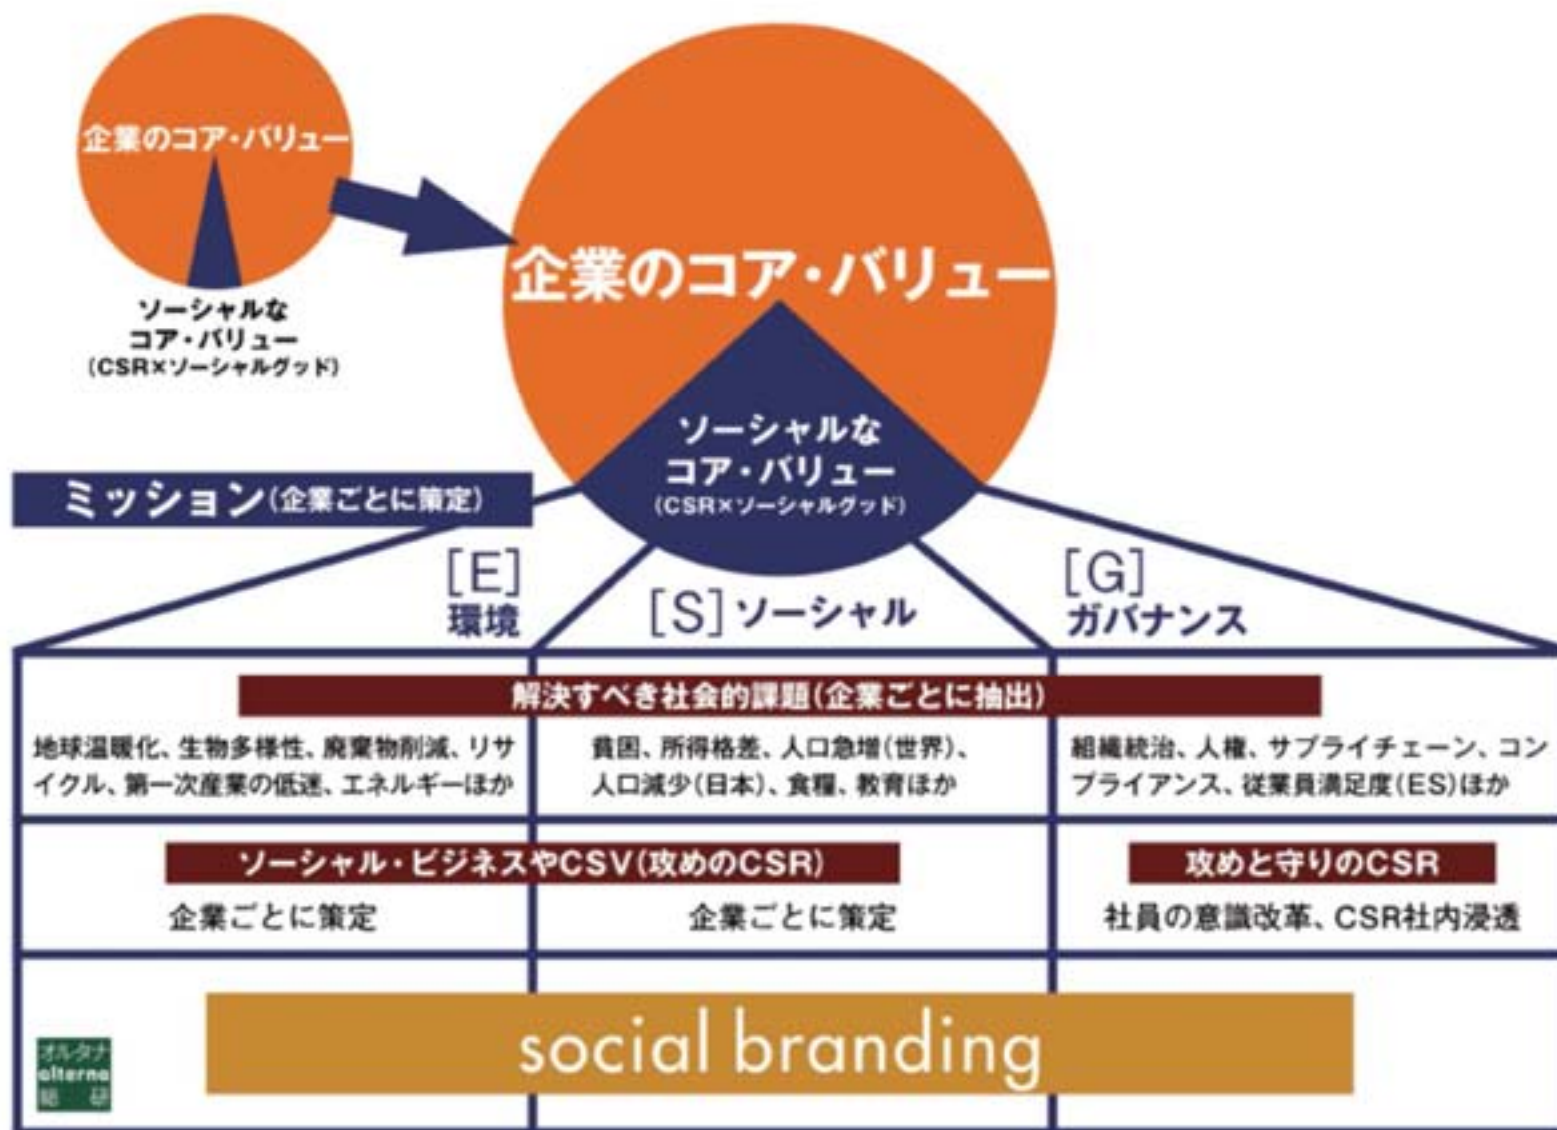 企業のコア・バリュー
ソーシャルな
コア・バリュー
(CSR×ソーシャルグッド)
企業のコア・バリュー
ソーシャルな
コア・バリュー
(CSR×ソーシャルグッド)
ミッション(企業ごとに策定)
[E]
環境
[S]ソーシャル
[G]
ガバナンス
解決すべき社会的課題(企業ごとに抽出)
地球温暖化、生物多様性、廃棄物削減、リサ
イクル、第一次産業の低迷、エネルギーほか
貧困、所得格差、人口急増(世界)、
人口減少(日本)、食糧、教育ほか
組織統治、人権、サプライチェーン、コン
プライアンス、従業員満足度(ES)ほか
ソーシャル・ビジネスやCSV(攻めのCSR)
攻めと守りのCSR
企業ごとに策定
企業ごとに策定
社員の意識改革、CSR社内浸透
social branding
オルタナ
alterna
総研